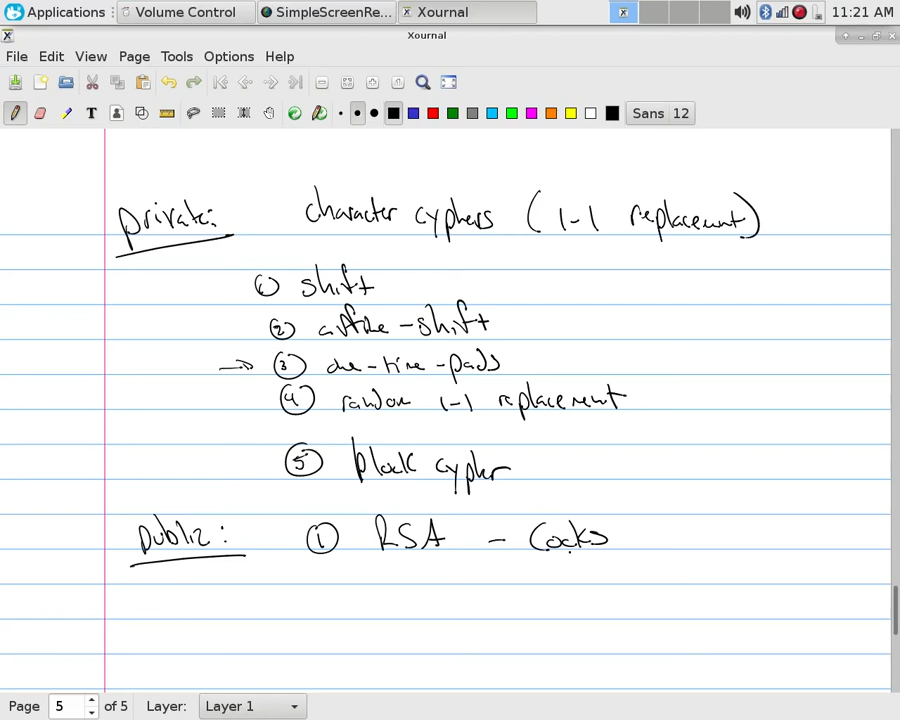 Applications Volume Control SimpleScreenRe... Xournal 11:21 AM
Xournal
File Edit View Page Tools Options Help
Sans 12
private: character cyphers (1-1 replacement)
① shift
② affine-shift
→ ③ one-time-pads
④ random 1-1 replacement
⑤ block cypher
public: ① RSA - Cocks
Page 5 of 5 Layer: Layer 1